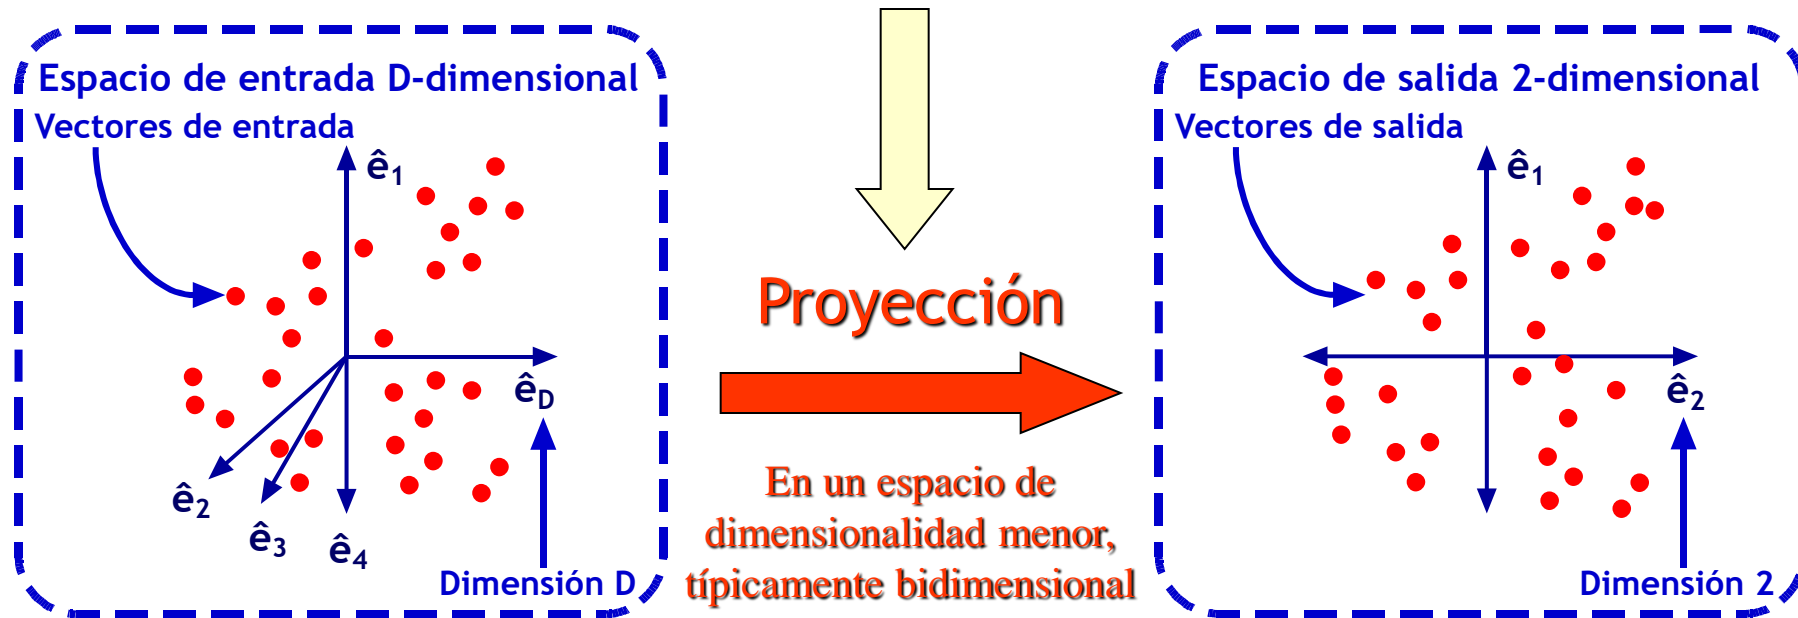 Espacio de entrada D-dimensional
Vectores de entrada
ê1
êD
ê2
ê3
ê4
Dimensión D
Proyección
En un espacio de
dimensionalidad menor,
típicamente bidimensional
Espacio de salida 2-dimensional
Vectores de salida
ê1
ê2
Dimensión 2